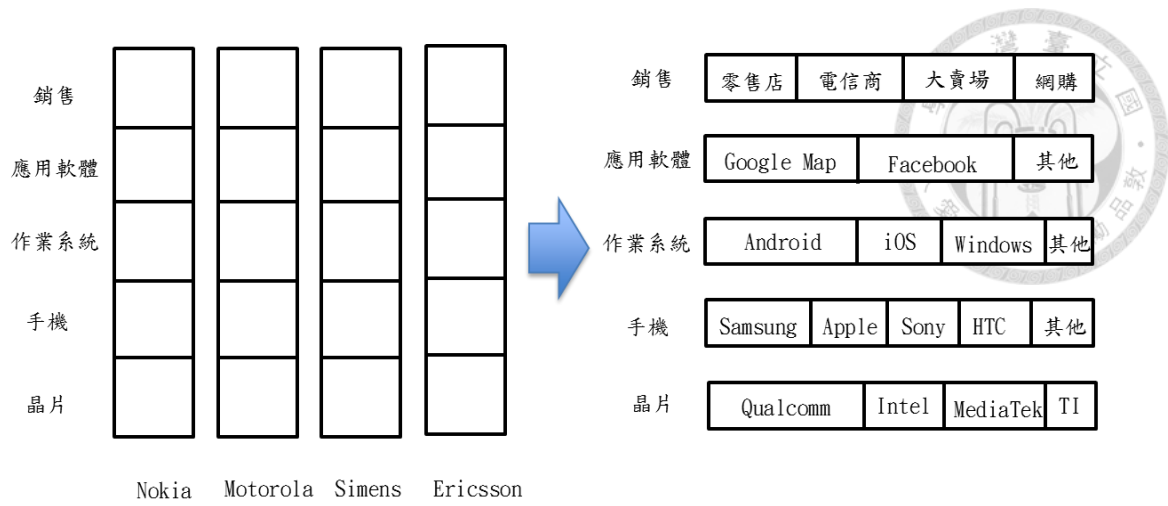 銷售
應用軟體
作業系統
手機
晶片
Nokia Motorola Simens Ericsson
銷售 零售店 電信商 大賣場 網購
應用軟體 Google Map Facebook 其他
作業系統 Android iOS Windows 其他
手機 Samsung Apple Sony HTC 其他
晶片 Qualcomm Intel MediaTek TI